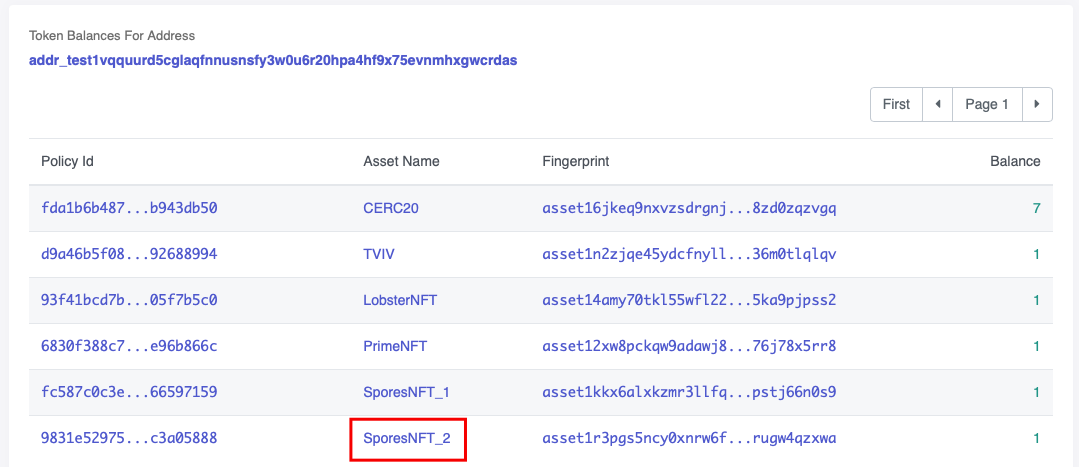 Token Balances For Address
addr_test1vqquurd5cglaqfnnusnsfy3w0u6r20hpa4hf9x75evnmhxgwcrdas
First Page 1
Policy Id Asset Name Fingerprint Balance
fda1b6b487...b943db50 CERC20 asset16jkeq9nxvzsdrgnj...8zd0zqzvgq 7
d9a46b5f08...92688994 TVIV asset1n2zjqe45ydcfnyll...36m0tlqlqv 1
93f41bcd7b...05f7b5c0 LobsterNFT asset14amy70tkl55wfl22...5ka9pjpss2 1
6830f388c7...e96b866c PrimeNFT asset12xw8pckqw9adawj8...76j78x5rr8 1
fc587c0c3e...66597159 SporesNFT_1 asset1kkx6alxkzmr3llfq...pstj66n0s9 1
9831e52975...c3a05888 SporesNFT_2 asset1r3pgs5ncy0xnrw6f...rugw4qzxwa 1